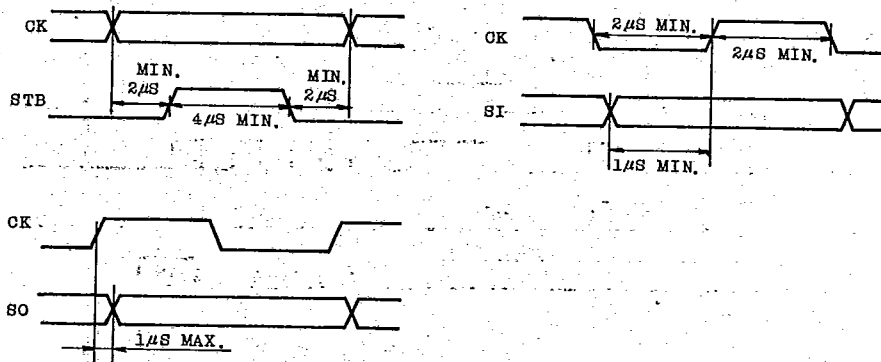 CK
MIN.
2μS
MIN.
2μS
STB
4μS MIN.
CK
2μS MIN.
2μS MIN.
SI
1μS MIN.
CK
SO
1μS MAX.